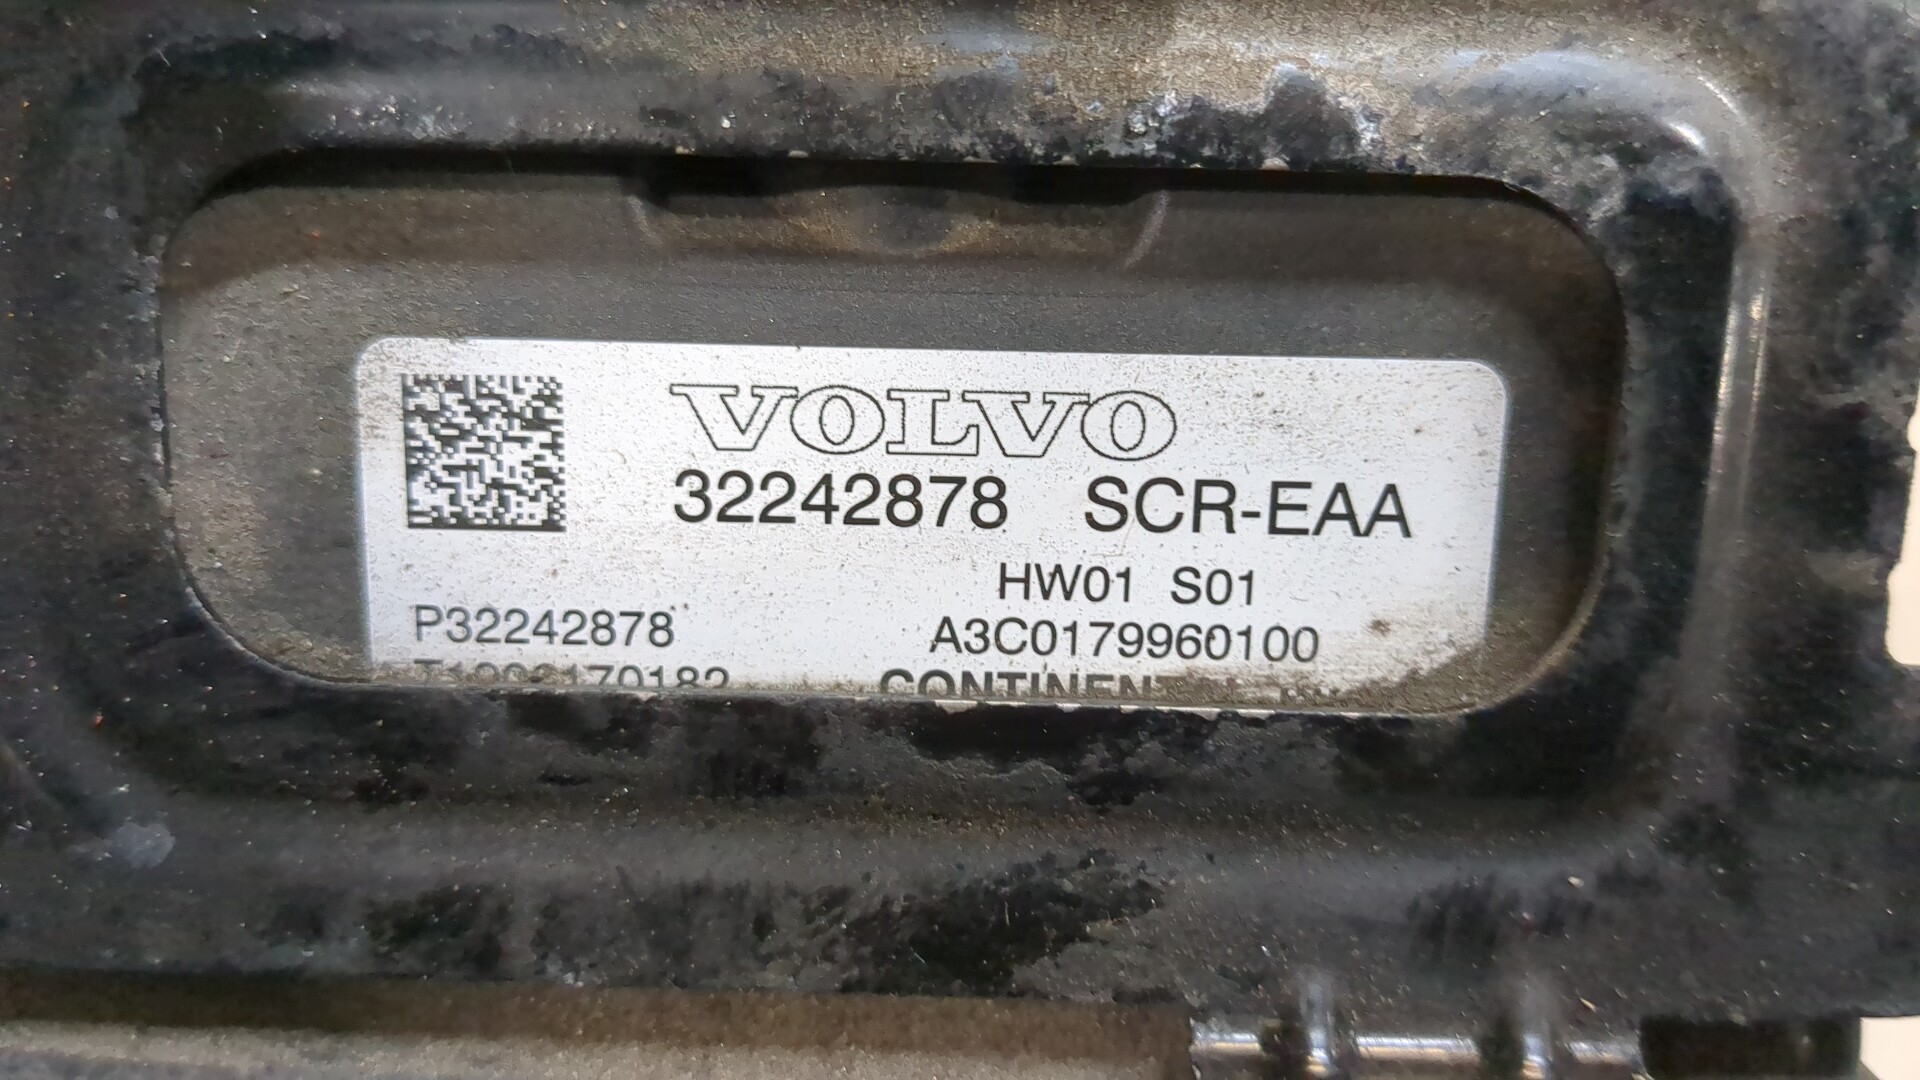 VOLVO
32242878 SCR-EAA
HW01 S01
P32242878 A3C0179960100